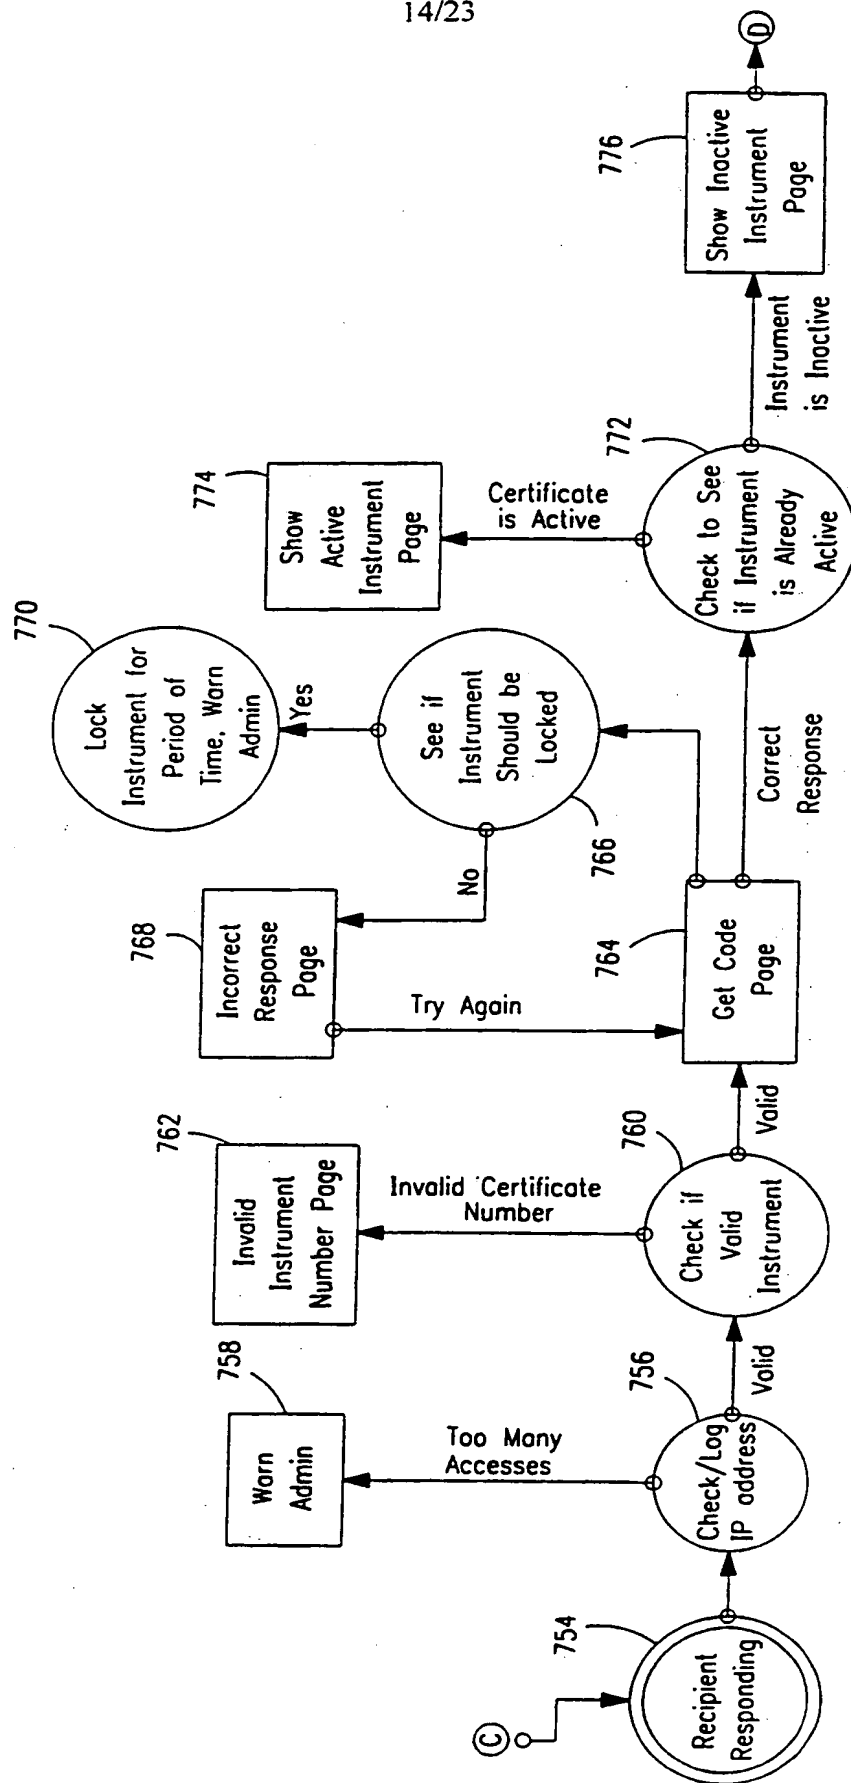 14/23
C
754
Recipient
Responding
756
Check/Log
IP address
Too Many
Accesses
758
Warn
Admin
Valid
760
Check if
Valid
Instrument
Invalid Certificate
Number
762
Invalid
Instrument
Number Page
Valid
764
Get Code
Page
Try Again
768
Incorrect
Response
Page
No
766
See if
Instrument
Should be
Locked
Yes
770
Lock
Instrument for
Period of
Time, Warn
Admin
Correct
Response
772
Check to See
if Instrument
is Already
Active
Certificate
is Active
774
Show
Active
Instrument
Page
Instrument
is Inactive
776
Show Inactive
Instrument
Page
D